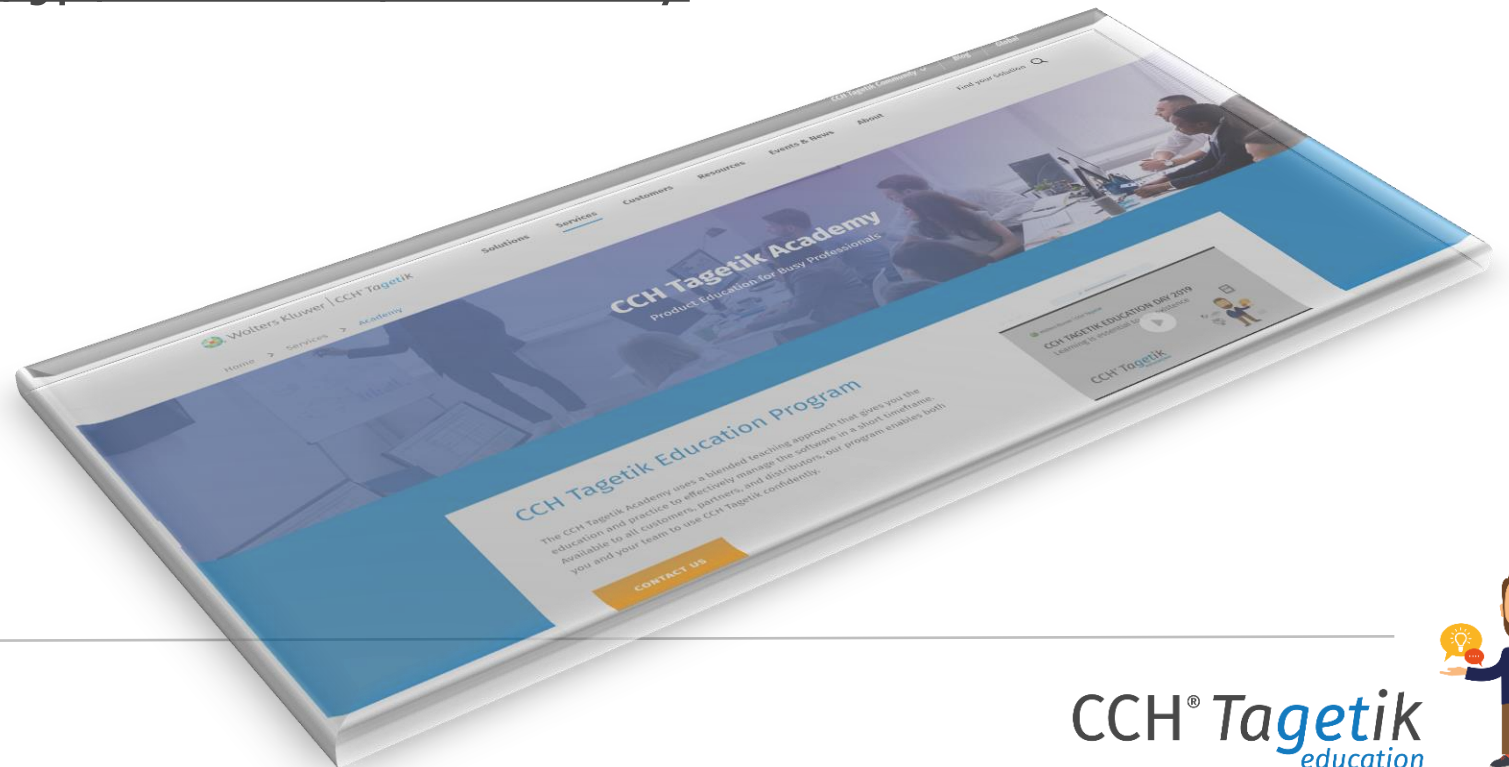 CCH Tagetik Community
Blog
Global
Wolters Kluwer | CCH® Tagetik
Solutions
Services
Customers
Resources
Events & News
About
Find your Solution
Home > Services > Academy
CCH Tagetik Academy
Product Education for Busy Professionals
CCH TAGETIK EDUCATION DAY 2019
Learning is essential to
CCH® Tagetik
CCH Tagetik Education Program
The CCH Tagetik Academy uses a blended teaching approach that gives you the
education and practice to effectively manage the software in a short timeframe.
Available to all customers, partners, and distributors, our program enables both
you and your team to use CCH Tagetik confidently.
CONTACT US
CCH® Tagetik
education